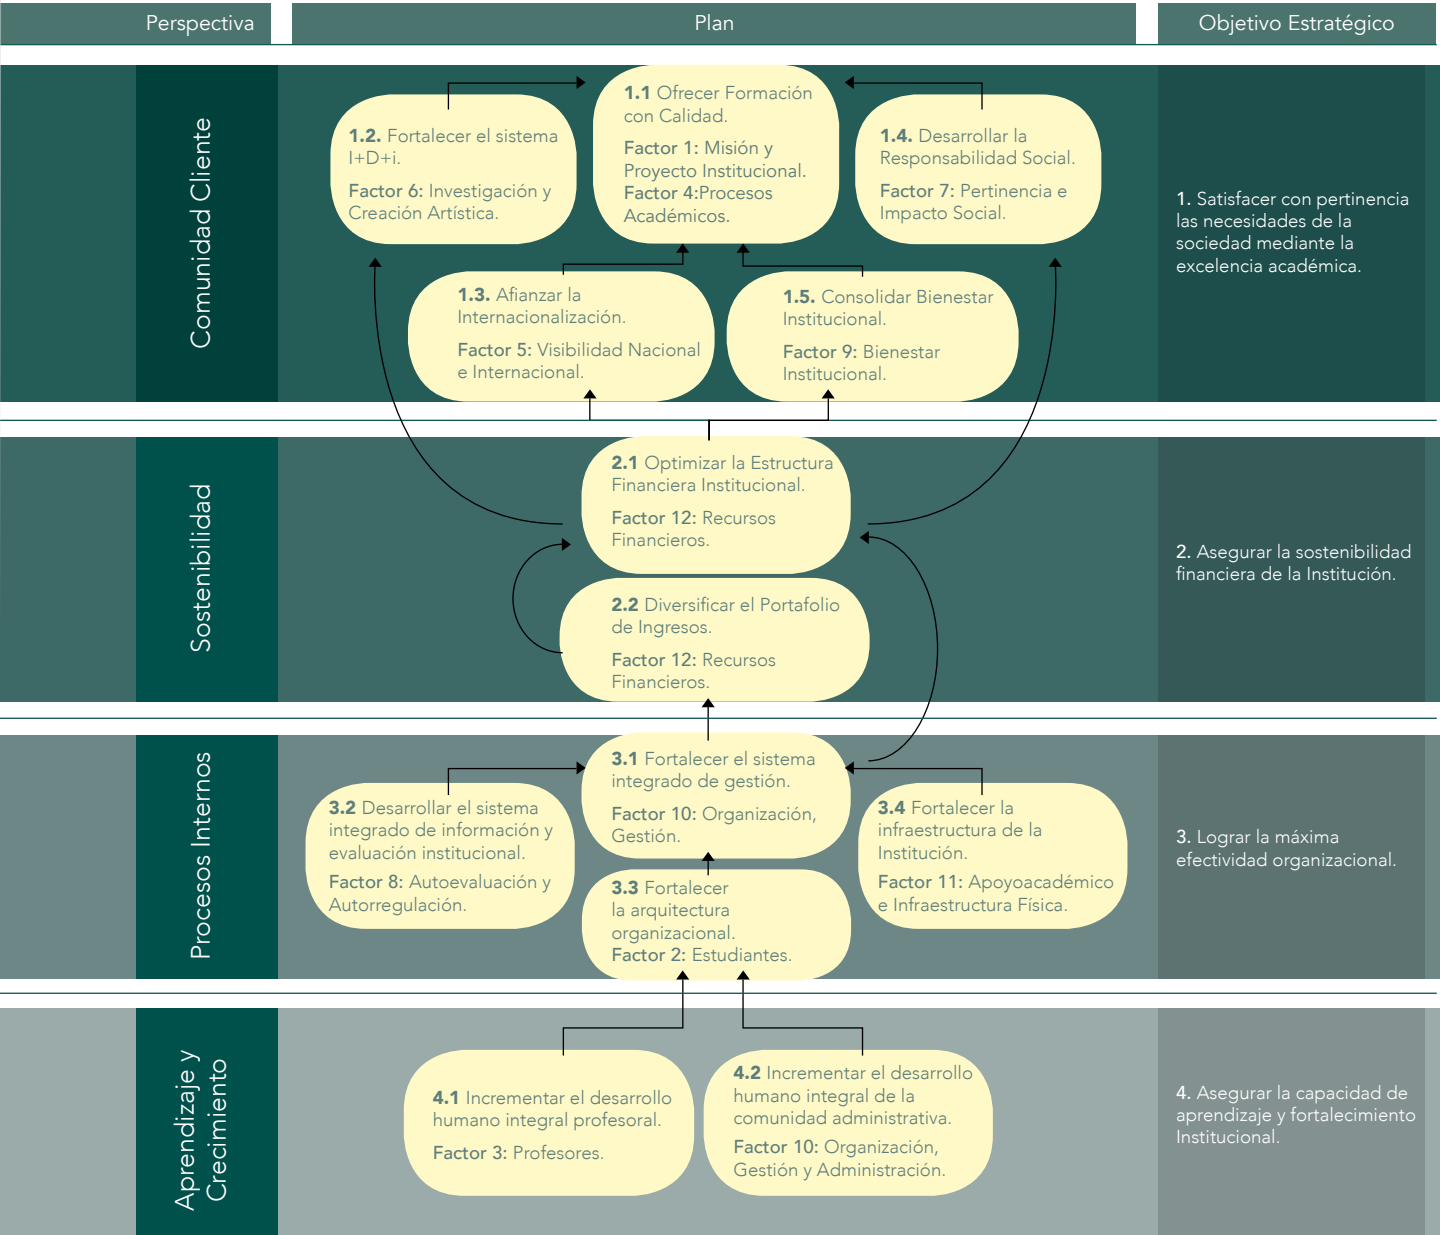 Perspectiva
Plan
Objetivo Estratégico
Comunidad Cliente
1.2. Fortalecer el sistema
I+D+i.
Factor 6: Investigación y
Creación Artística.
1.1 Ofrecer Formación
con Calidad.
Factor 1: Misión y
Proyecto Institucional.
Factor 4:Procesos
Académicos.
1.4. Desarrollar la
Responsabilidad Social.
Factor 7: Pertinencia e
Impacto Social.
1.3. Afianzar la
Internacionalización.
Factor 5: Visibilidad Nacional
e Internacional.
1.5. Consolidar Bienestar
Institucional.
Factor 9: Bienestar
Institucional.
1. Satisfacer con pertinencia
las necesidades de la
sociedad mediante la
excelencia académica.
Sostenibilidad
2.1 Optimizar la Estructura
Financiera Institucional.
Factor 12: Recursos
Financieros.
2.2 Diversificar el Portafolio
de Ingresos.
Factor 12: Recursos
Financieros.
2. Asegurar la sostenibilidad
financiera de la Institución.
Procesos Internos
3.1 Fortalecer el sistema
integrado de gestión.
Factor 10: Organización,
Gestión.
3.2 Desarrollar el sistema
integrado de información y
evaluación institucional.
Factor 8: Autoevaluación y
Autorregulación.
3.3 Fortalecer
la arquitectura
organizacional.
Factor 2: Estudiantes.
3.4 Fortalecer la
infraestructura de la
Institución.
Factor 11: Apoyoacadémico
e Infraestructura Física.
3. Lograr la máxima
efectividad organizacional.
Aprendizaje y
Crecimiento
4.1 Incrementar el desarrollo
humano integral profesoral.
Factor 3: Profesores.
4.2 Incrementar el desarrollo
humano integral de la
comunidad administrativa.
Factor 10: Organización,
Gestión y Administración.
4. Asegurar la capacidad de
aprendizaje y fortalecimiento
Institucional.